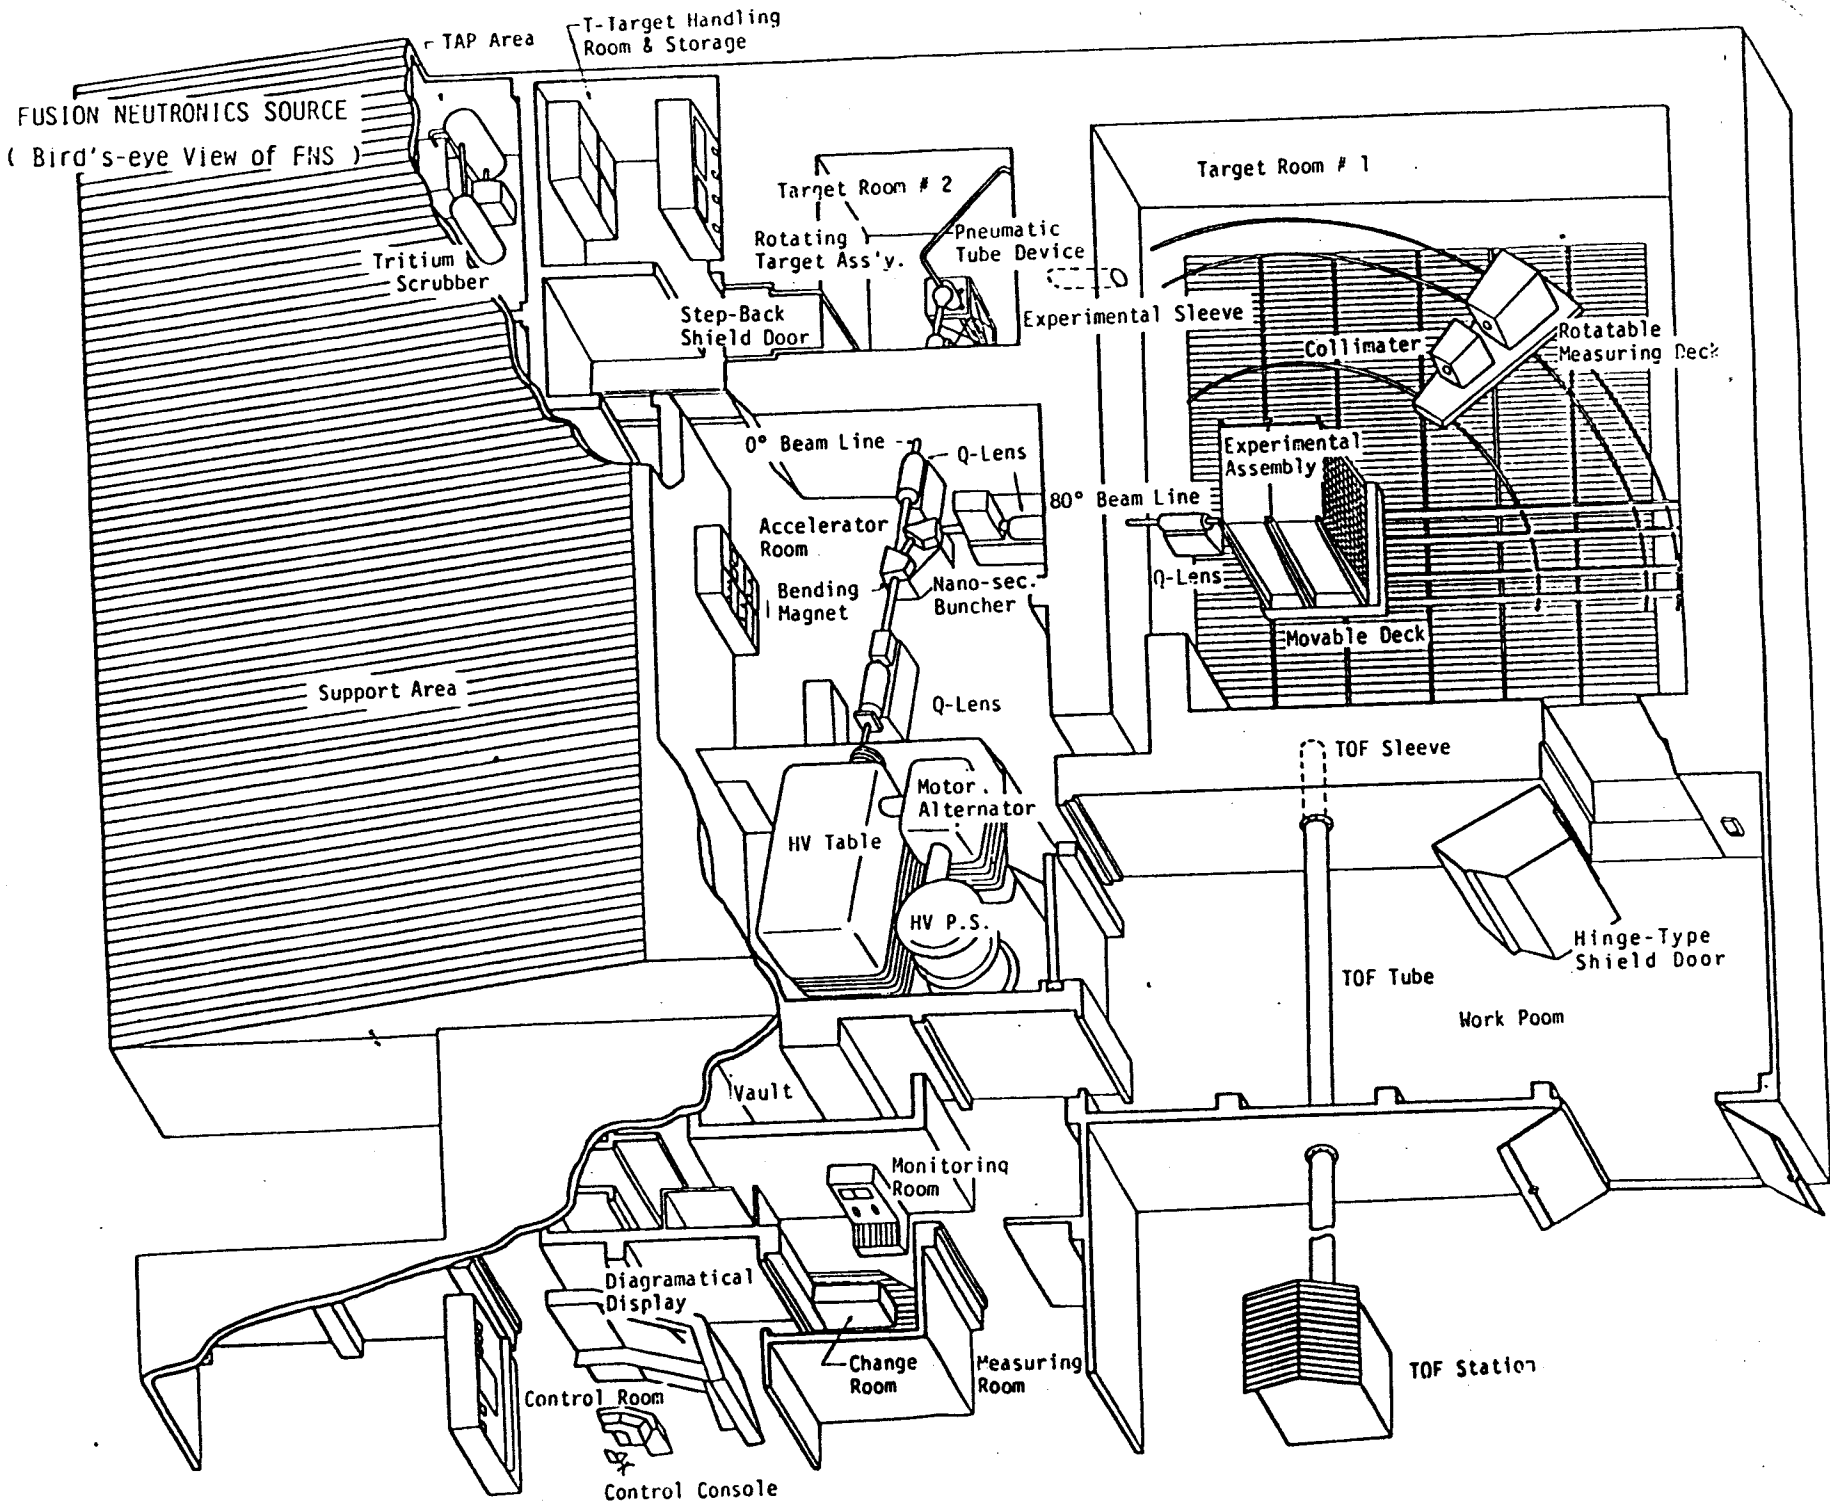 TAP Area
T-Target Handling
Room & Storage
FUSION NEUTRONICS SOURCE
( Bird's-eye View of FNS )
Target Room # 1
Target Room # 2
Rotating
Target Ass'y.
Pneumatic
Tube Device
Tritium
Scrubber
Step-Back
Shield Door
Experimental Sleeve
Collimater
Rotatable
Measuring Deck
0° Beam Line
Q-Lens
Experimental
Assembly
80° Beam Line
Accelerator
Room
Q-Lens
Bending
Magnet
Nano-sec.
Buncher
Movable Deck
Support Area
Q-Lens
TOF Sleeve
Motor.
Alternator
HV Table
HV P.S.
Hinge-Type
Shield Door
TOF Tube
Work Poom
Vault
Monitoring
Room
Diagramatical
Display
Change
Room
Measuring
Room
TOF Station
Control Room
Control Console